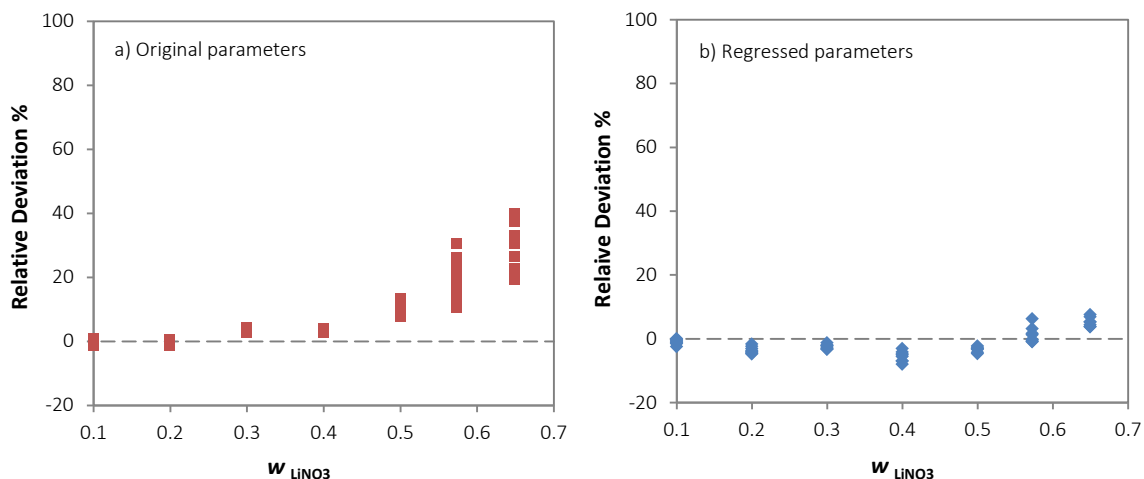 a) Original parameters
100
80
60
40
20
0
-20
0.1 0.2 0.3 0.4 0.5 0.6 0.7
Relative Deviation %
w LiNO3
b) Regressed parameters
100
80
60
40
20
0
-20
0.1 0.2 0.3 0.4 0.5 0.6 0.7
Relaive Deviation %
w LiNO3